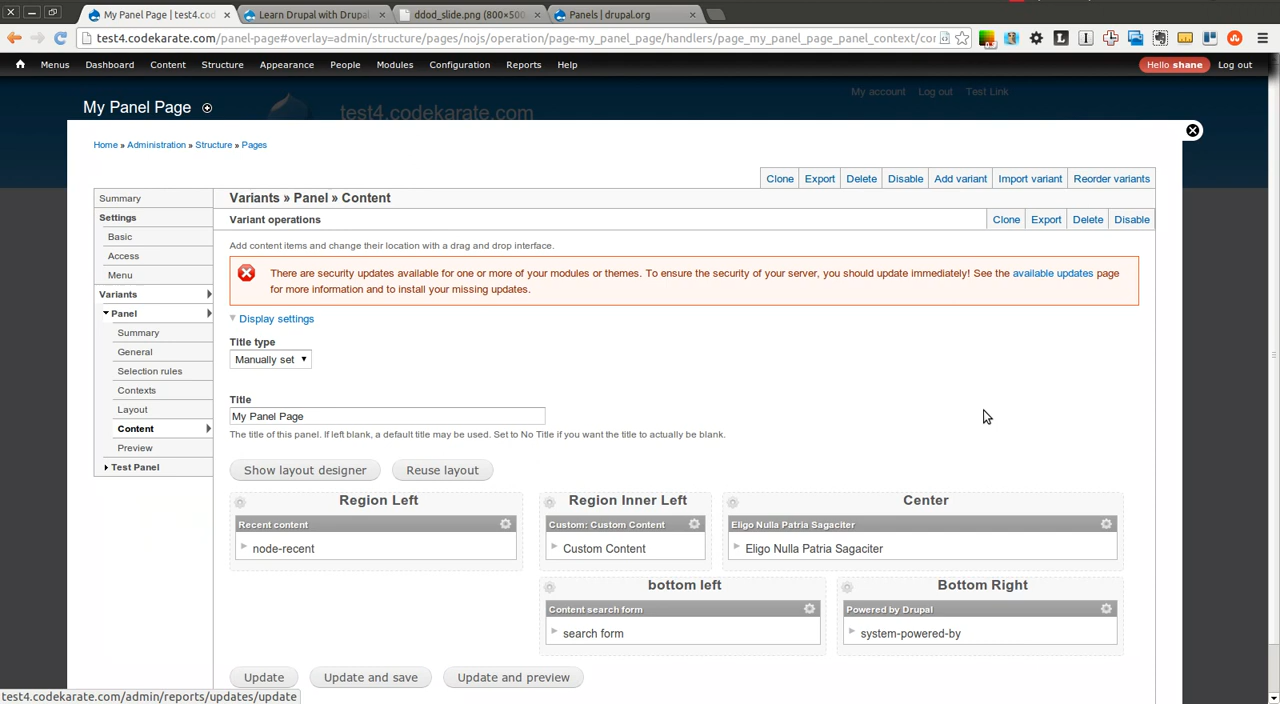 My Panel Page | test4.cod
Learn Drupal with Drupal
ddod_slide.png (800×500
Panels | drupal.org
test4.codekarate.com/panel-page#overlay=admin/structure/pages/nojs/operation/page-my_panel_page/handlers/page_my_panel_page_panel_context/cor
Menus Dashboard Content Structure Appearance People Modules Configuration Reports Help Hello shane Log out
My account Log out Test Link
My Panel Page
test4.codekarate.com
Home » Administration » Structure » Pages
Clone Export Delete Disable Add variant Import variant Reorder variants
Summary
Settings
Basic
Access
Menu
Variants
Panel
Summary
General
Selection rules
Contexts
Layout
Content
Preview
Test Panel
Variants » Panel » Content
Variant operations
Clone Export Delete Disable
Add content items and change their location with a drag and drop interface.
There are security updates available for one or more of your modules or themes. To ensure the security of your server, you should update immediately! See the available updates page
for more information and to install your missing updates.
Display settings
Title type
Manually set
Title
My Panel Page
The title of this panel. If left blank, a default title may be used. Set to No Title if you want the title to actually be blank.
Show layout designer Reuse layout
Region Left
Recent content
node-recent
Region Inner Left
Custom: Custom Content
Custom Content
Center
Eligo Nulla Patria Sagaciter
Eligo Nulla Patria Sagaciter
bottom left
Content search form
search form
Bottom Right
Powered by Drupal
system-powered-by
Update Update and save Update and preview
test4.codekarate.com/admin/reports/updates/update